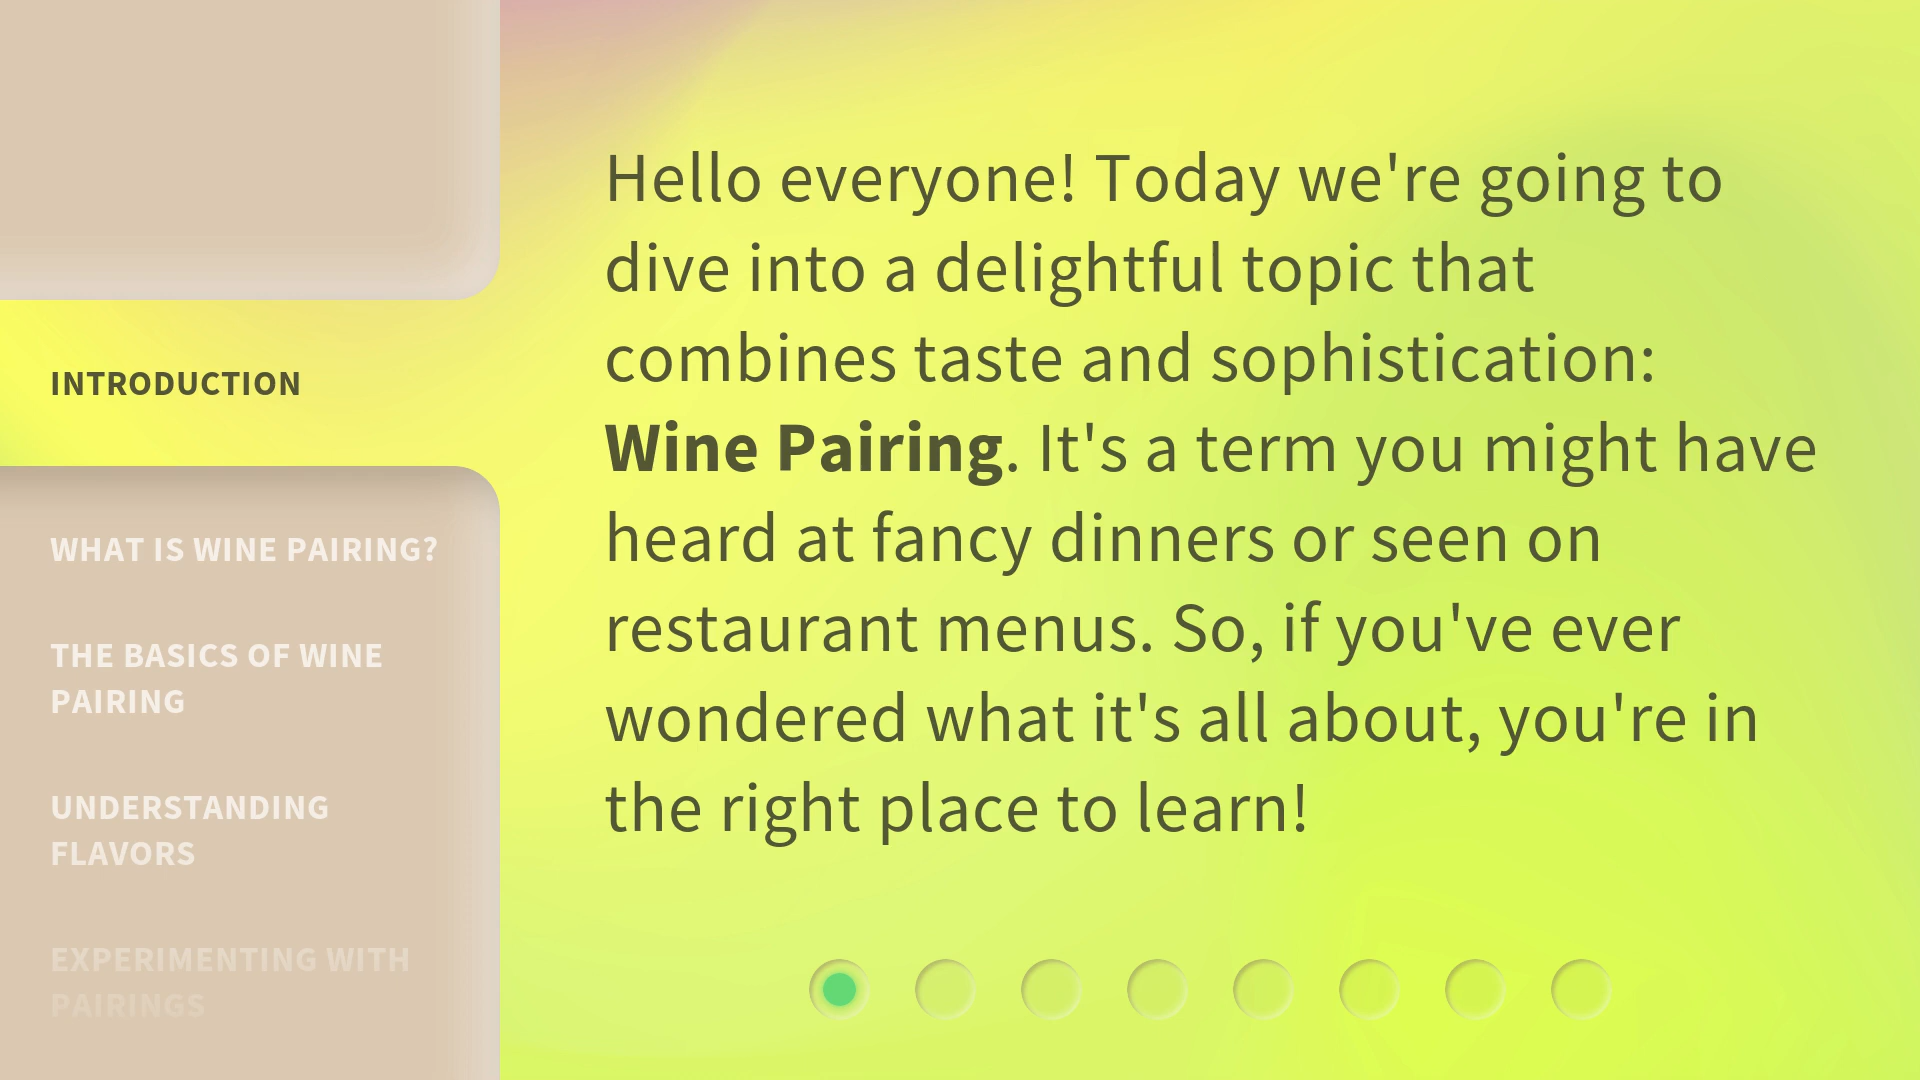 INTRODUCTION
WHAT IS WINE PAIRING?
THE BASICS OF WINE
PAIRING
UNDERSTANDING
FLAVORS
EXPERIMENTING WITH
PAIRINGS
Hello everyone! Today we're going to
dive into a delightful topic that
combines taste and sophistication:
Wine Pairing. It's a term you might have
heard at fancy dinners or seen on
restaurant menus. So, if you've ever
wondered what it's all about, you're in
the right place to learn!